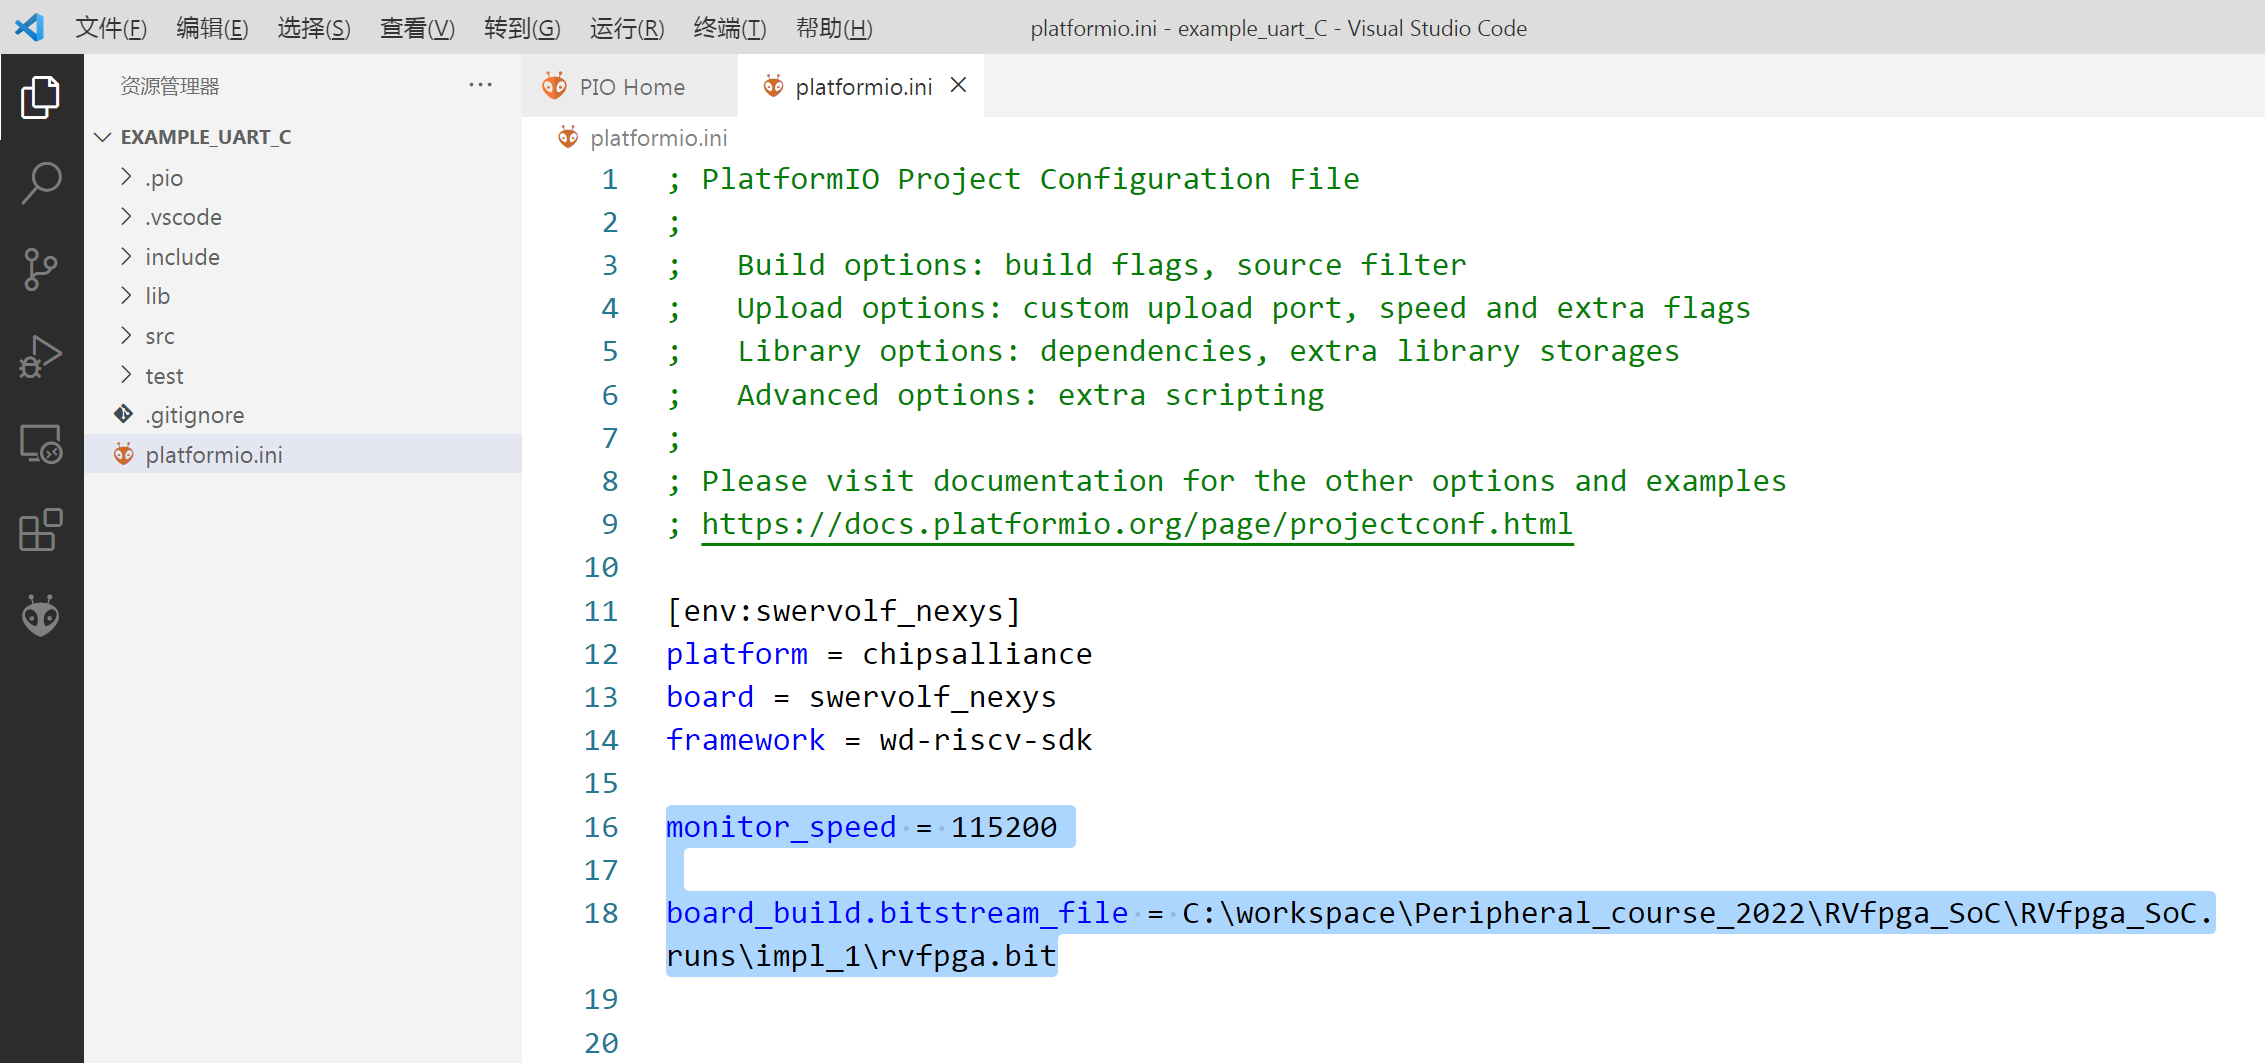 文件(F) 编辑(E) 选择(S) 查看(V) 转到(G) 运行(R) 终端(T) 帮助(H) platformio.ini - example_uart_C - Visual Studio Code
资源管理器 ···
EXAMPLE_UART_C
.pio
.vscode
include
lib
src
test
.gitignore
platformio.ini
PIO Home platformio.ini
platformio.ini
1 ; PlatformIO Project Configuration File
2 ;
3 ;   Build options: build flags, source filter
4 ;   Upload options: custom upload port, speed and extra flags
5 ;   Library options: dependencies, extra library storages
6 ;   Advanced options: extra scripting
7 ;
8 ; Please visit documentation for the other options and examples
9 ; https://docs.platformio.org/page/projectconf.html
10
11 [env:swervolf_nexys]
12 platform = chipsalliance
13 board = swervolf_nexys
14 framework = wd-riscv-sdk
15
16 monitor_speed = 115200
17
18 board_build.bitstream_file = C:\workspace\Peripheral_course_2022\RVfpga_SoC\RVfpga_SoC.
runs\impl_1\rvfpga.bit
19
20